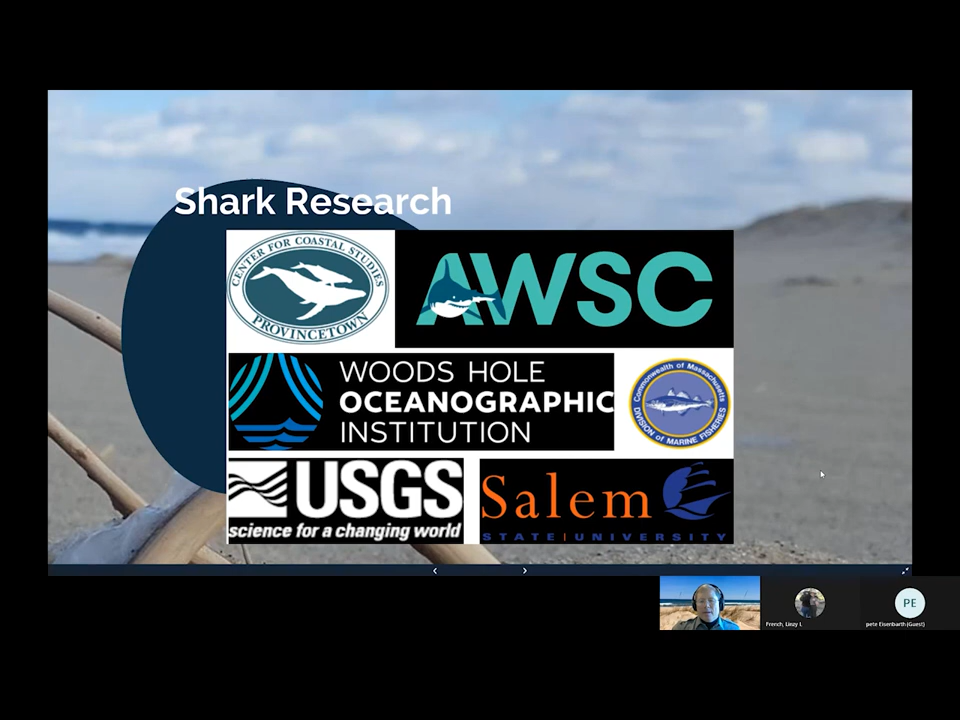 Shark Research
CENTER FOR COASTAL STUDIES
PROVINCETOWN
AWSC
WOODS HOLE
OCEANOGRAPHIC
INSTITUTION
Commonwealth of Massachusetts
DIVISION of MARINE FISHERIES
USGS
science for a changing world
Salem
STATE|UNIVERSITY
PE
French, Linzy L
pete Eisenbarth (Guest)